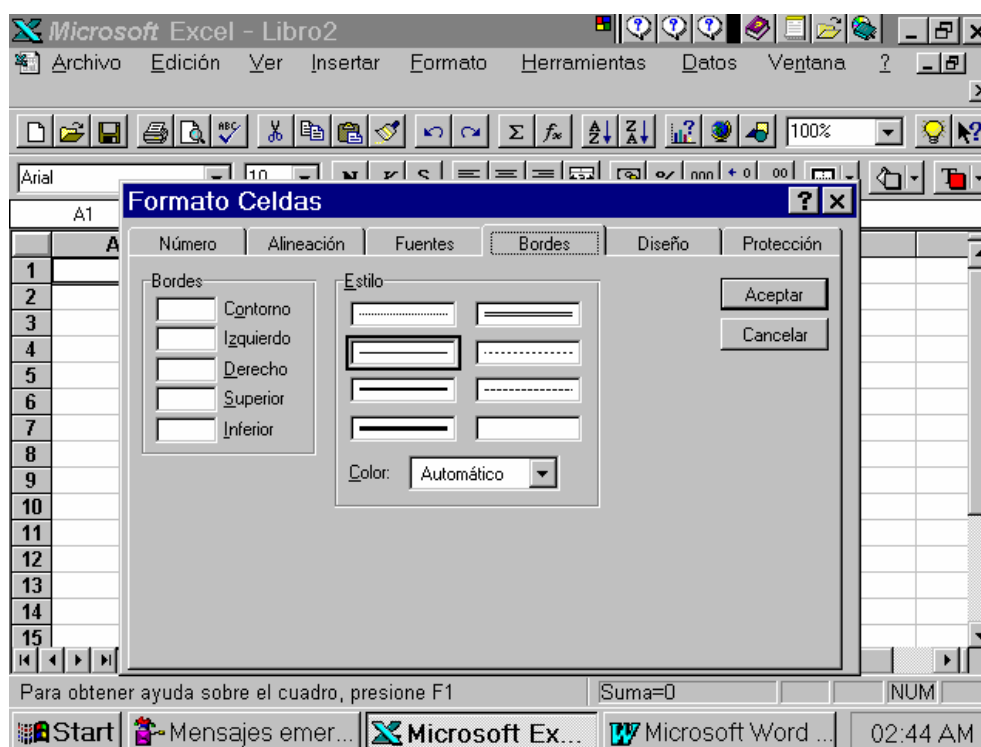 Microsoft Excel - Libro2
Archivo Edición Ver Insertar Formato Herramientas Datos Ventana ?
100%
Arial 10 N K S
A1
Formato Celdas
A
Número Alineación Fuentes Bordes Diseño Protección
1
2
3
4
5
6
7
8
9
10
11
12
13
14
15
Bordes
Contorno
Izquierdo
Derecho
Superior
Inferior
Estilo
Color: Automático
Aceptar
Cancelar
Para obtener ayuda sobre el cuadro, presione F1 Suma=0 NUM
Start Mensajes emer... Microsoft Ex... Microsoft Word ... 02:44 AM